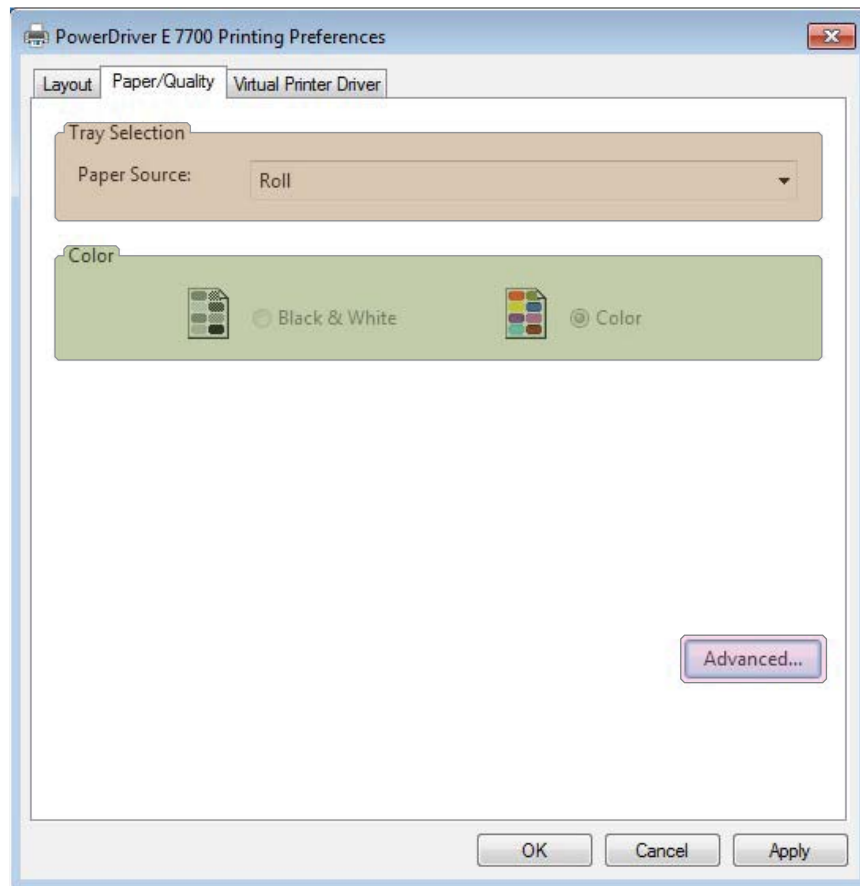 PowerDriver E 7700 Printing Preferences
Layout Paper/Quality Virtual Printer Driver
Tray Selection
Paper Source: Roll
Color
Black & White Color
Advanced...
OK Cancel Apply